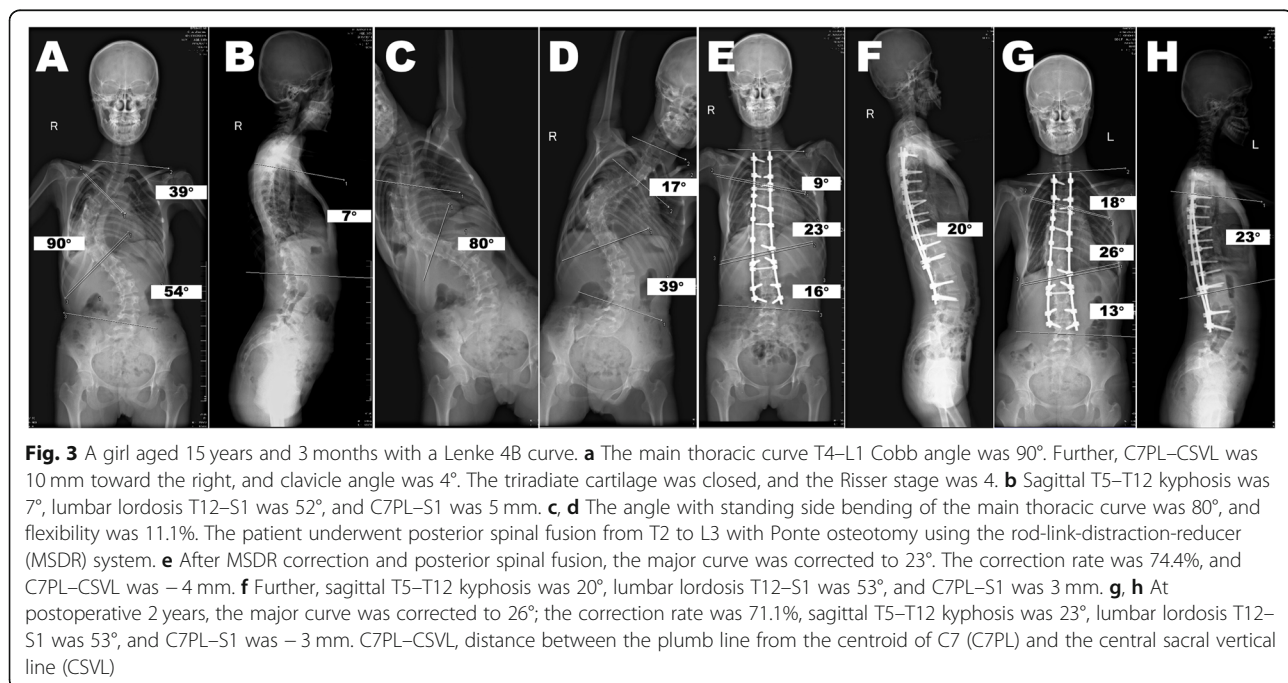 A
B
C
D
E
F
G
H
R
R
R
R
L
L
39°
90°
54°
7°
80°
17°
39°
9°
23°
16°
20°
18°
26°
13°
23°
Fig. 3 A girl aged 15 years and 3 months with a Lenke 4B curve. a The main thoracic curve T4–L1 Cobb angle was 90°. Further, C7PL–CSVL was
10 mm toward the right, and clavicle angle was 4°. The triradiate cartilage was closed, and the Risser stage was 4. b Sagittal T5–T12 kyphosis was
7°, lumbar lordosis T12–S1 was 52°, and C7PL–S1 was 5 mm. c, d The angle with standing side bending of the main thoracic curve was 80°, and
flexibility was 11.1%. The patient underwent posterior spinal fusion from T2 to L3 with Ponte osteotomy using the rod-link-distraction-reducer
(MSDR) system. e After MSDR correction and posterior spinal fusion, the major curve was corrected to 23°. The correction rate was 74.4%, and
C7PL–CSVL was − 4 mm. f Further, sagittal T5–T12 kyphosis was 20°, lumbar lordosis T12–S1 was 53°, and C7PL–S1 was 3 mm. g, h At
postoperative 2 years, the major curve was corrected to 26°; the correction rate was 71.1%, sagittal T5–T12 kyphosis was 23°, lumbar lordosis T12–
S1 was 53°, and C7PL–S1 was − 3 mm. C7PL–CSVL, distance between the plumb line from the centroid of C7 (C7PL) and the central sacral vertical
line (CSVL)